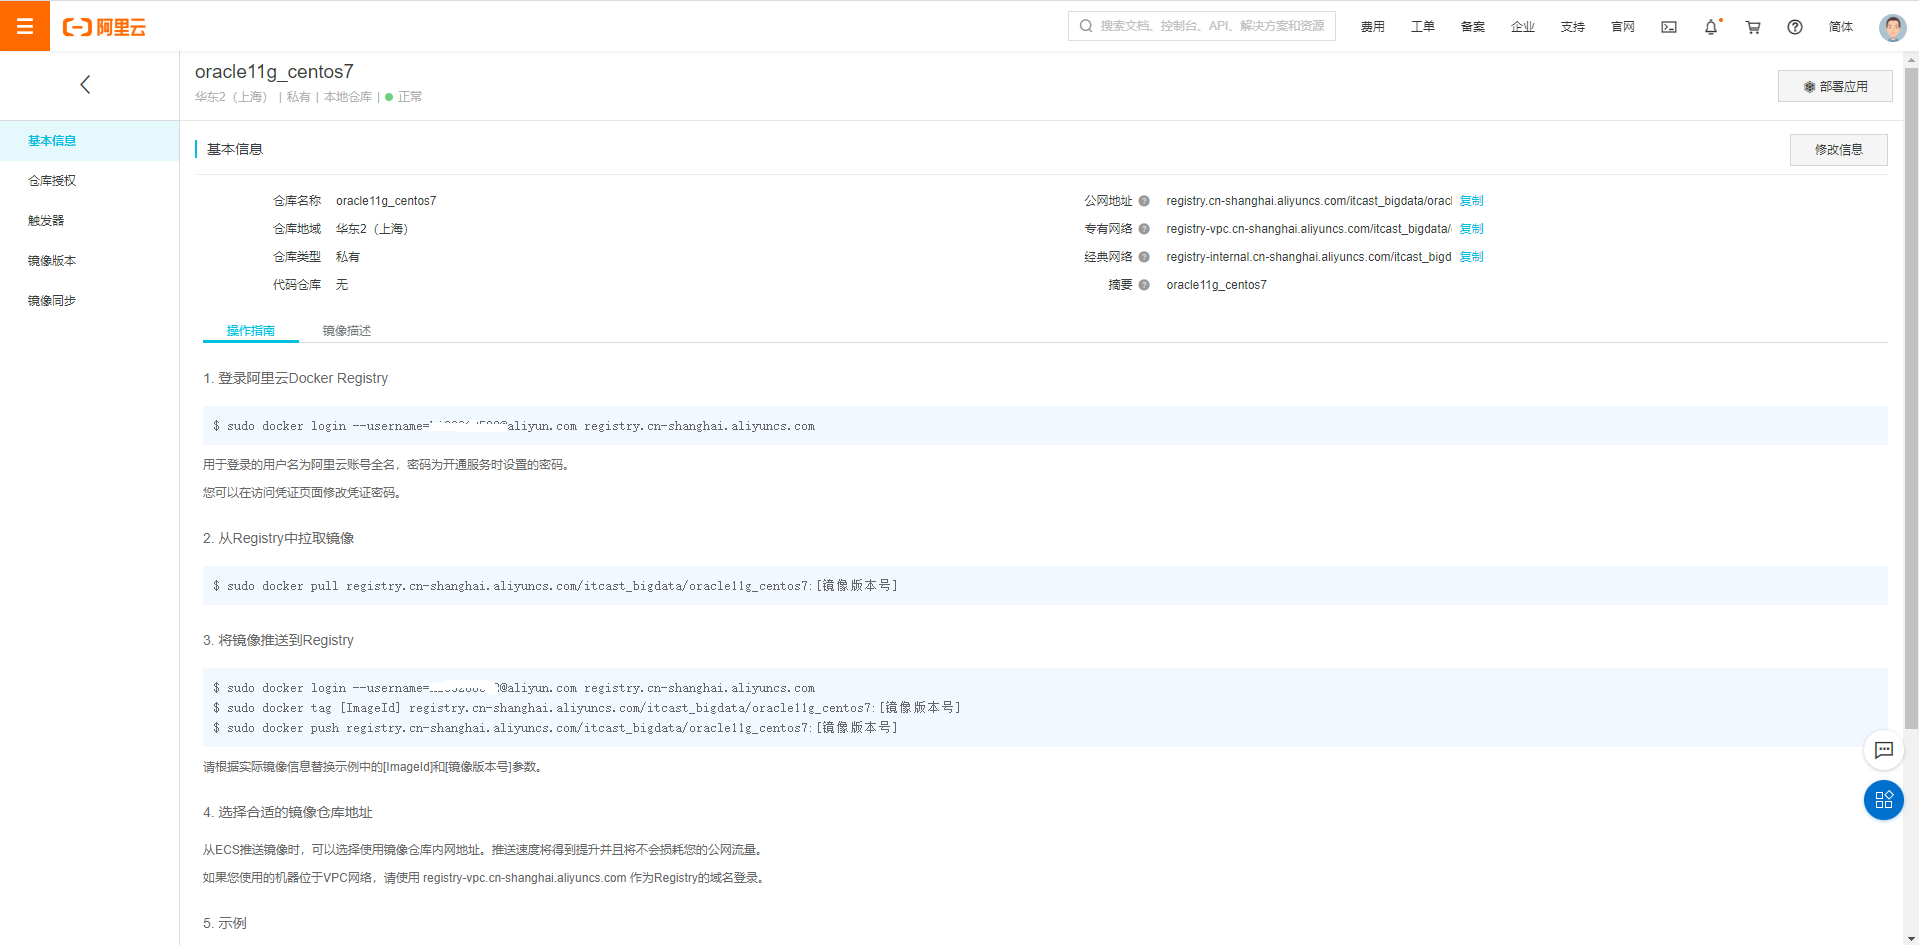 阿里云
搜索文档、控制台、API、解决方案和资源
费用 工单 备案 企业 支持 官网 简体
oracle11g_centos7
华东2（上海） | 私有 | 本地仓库 | 正常
部署应用
基本信息
仓库授权
触发器
镜像版本
镜像同步
基本信息
修改信息
仓库名称 oracle11g_centos7
公网地址 registry.cn-shanghai.aliyuncs.com/itcast_bigdata/oracl 复制
仓库地域 华东2（上海）
专有网络 registry-vpc.cn-shanghai.aliyuncs.com/itcast_bigdata/ 复制
仓库类型 私有
经典网络 registry-internal.cn-shanghai.aliyuncs.com/itcast_bigd 复制
代码仓库 无
摘要 oracle11g_centos7
操作指南 镜像描述
1. 登录阿里云Docker Registry
$ sudo docker login --username= @aliyun.com registry.cn-shanghai.aliyuncs.com
用于登录的用户名为阿里云账号全名，密码为开通服务时设置的密码。
您可以在访问凭证页面修改凭证密码。
2. 从Registry中拉取镜像
$ sudo docker pull registry.cn-shanghai.aliyuncs.com/itcast_bigdata/oracle11g_centos7:[镜像版本号]
3. 将镜像推送到Registry
$ sudo docker login --username= @aliyun.com registry.cn-shanghai.aliyuncs.com
$ sudo docker tag [ImageId] registry.cn-shanghai.aliyuncs.com/itcast_bigdata/oracle11g_centos7:[镜像版本号]
$ sudo docker push registry.cn-shanghai.aliyuncs.com/itcast_bigdata/oracle11g_centos7:[镜像版本号]
请根据实际镜像信息替换示例中的[ImageId]和[镜像版本号]参数。
4. 选择合适的镜像仓库地址
从ECS推送镜像时，可以选择使用镜像仓库内网地址。推送速度将得到提升并且将不会损耗您的公网流量。
如果您使用的机器位于VPC网络，请使用 registry-vpc.cn-shanghai.aliyuncs.com 作为Registry的域名登录。
5. 示例